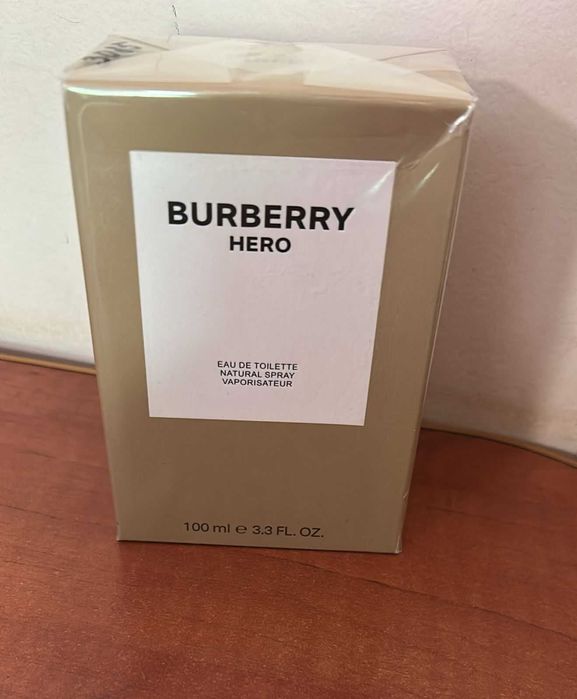 BURBERRY
HERO
EAU DE TOILETTE
NATURAL SPRAY
VAPORISATEUR
100 ml ℮ 3.3 FL. OZ.